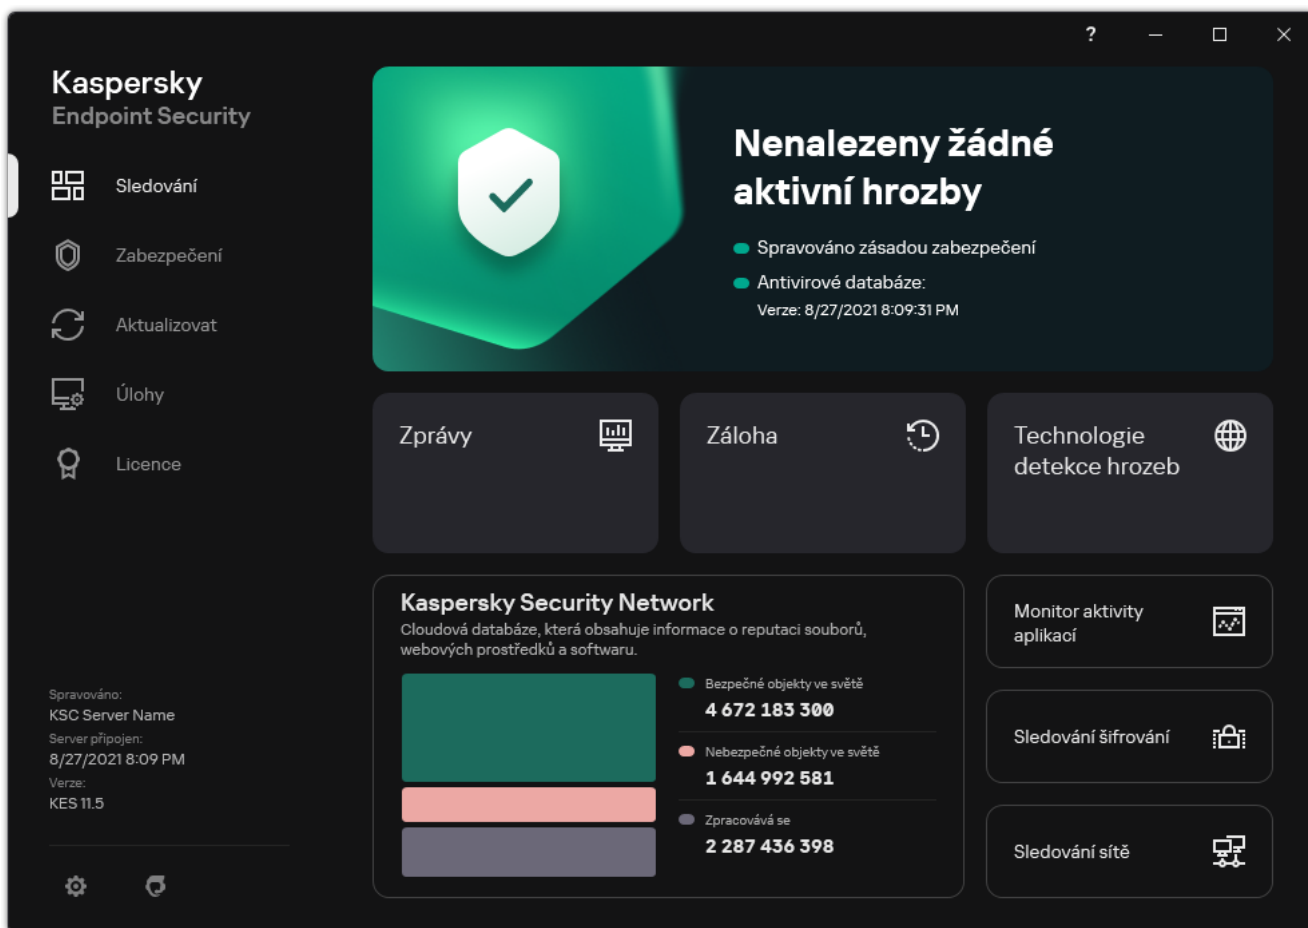 ?
Kaspersky
Endpoint Security
Sledování
Zabezpečení
Aktualizovat
Úlohy
Licence
Spravováno:
KSC Server Name
Server připojen:
8/27/2021 8:09 PM
Verze:
KES 11.5
Nenalezeny žádné
aktivní hrozby
Spravováno zásadou zabezpečení
Antivirové databáze:
Verze: 8/27/2021 8:09:31 PM
Zprávy
Záloha
Technologie
detekce hrozeb
Kaspersky Security Network
Cloudová databáze, která obsahuje informace o reputaci souborů,
webových prostředků a softwaru.
Bezpečné objekty ve světě
4 672 183 300
Nebezpečné objekty ve světě
1 644 992 581
Zpracovává se
2 287 436 398
Monitor aktivity
aplikací
Sledování šifrování
Sledování sítě